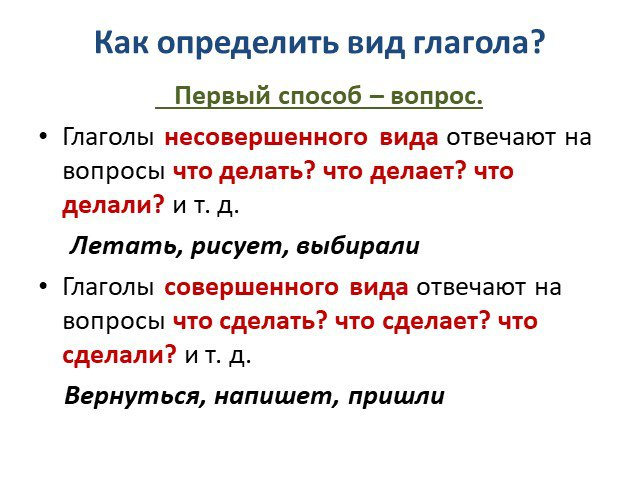 Как определить вид глагола?
Первый способ – вопрос.
• Глаголы несовершенного вида отвечают на
вопросы что делать? что делает? что
делали? и т. д.
Летать, рисует, выбирали
• Глаголы совершенного вида отвечают на
вопросы что сделать? что сделает? что
сделали? и т. д.
Вернуться, напишет, пришли